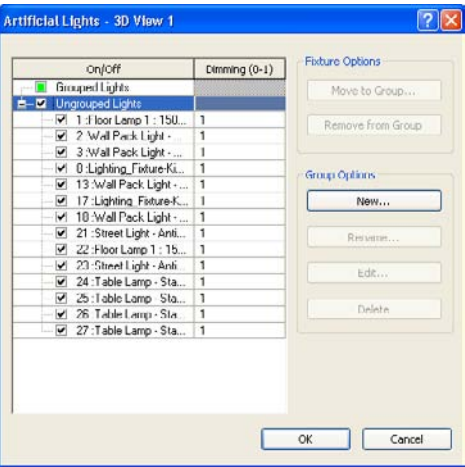 Artificial Lights - 3D View 1
On/Off Dimming (0-1)
Grouped Lights
Ungrouped Lights
1 :Floor Lamp 1 : 150... 1
2 :Wall Pack Light - ... 1
3 :Wall Pack Light - ... 1
8 :Lighting_Fixture-Ki... 1
13 :Wall Pack Light - ... 1
17 :Lighting_Fixture-K... 1
18 :Wall Pack Light - ... 1
21 :Street Light - Anti... 1
22 :Floor Lamp 1 : 15... 1
23 :Street Light - Anti... 1
24 :Table Lamp - Sta... 1
25 :Table Lamp - Sta... 1
26 :Table Lamp - Sta... 1
27 :Table Lamp - Sta... 1
Fixture Options
Move to Group...
Remove from Group
Group Options
New...
Rename...
Edit...
Delete
OK Cancel